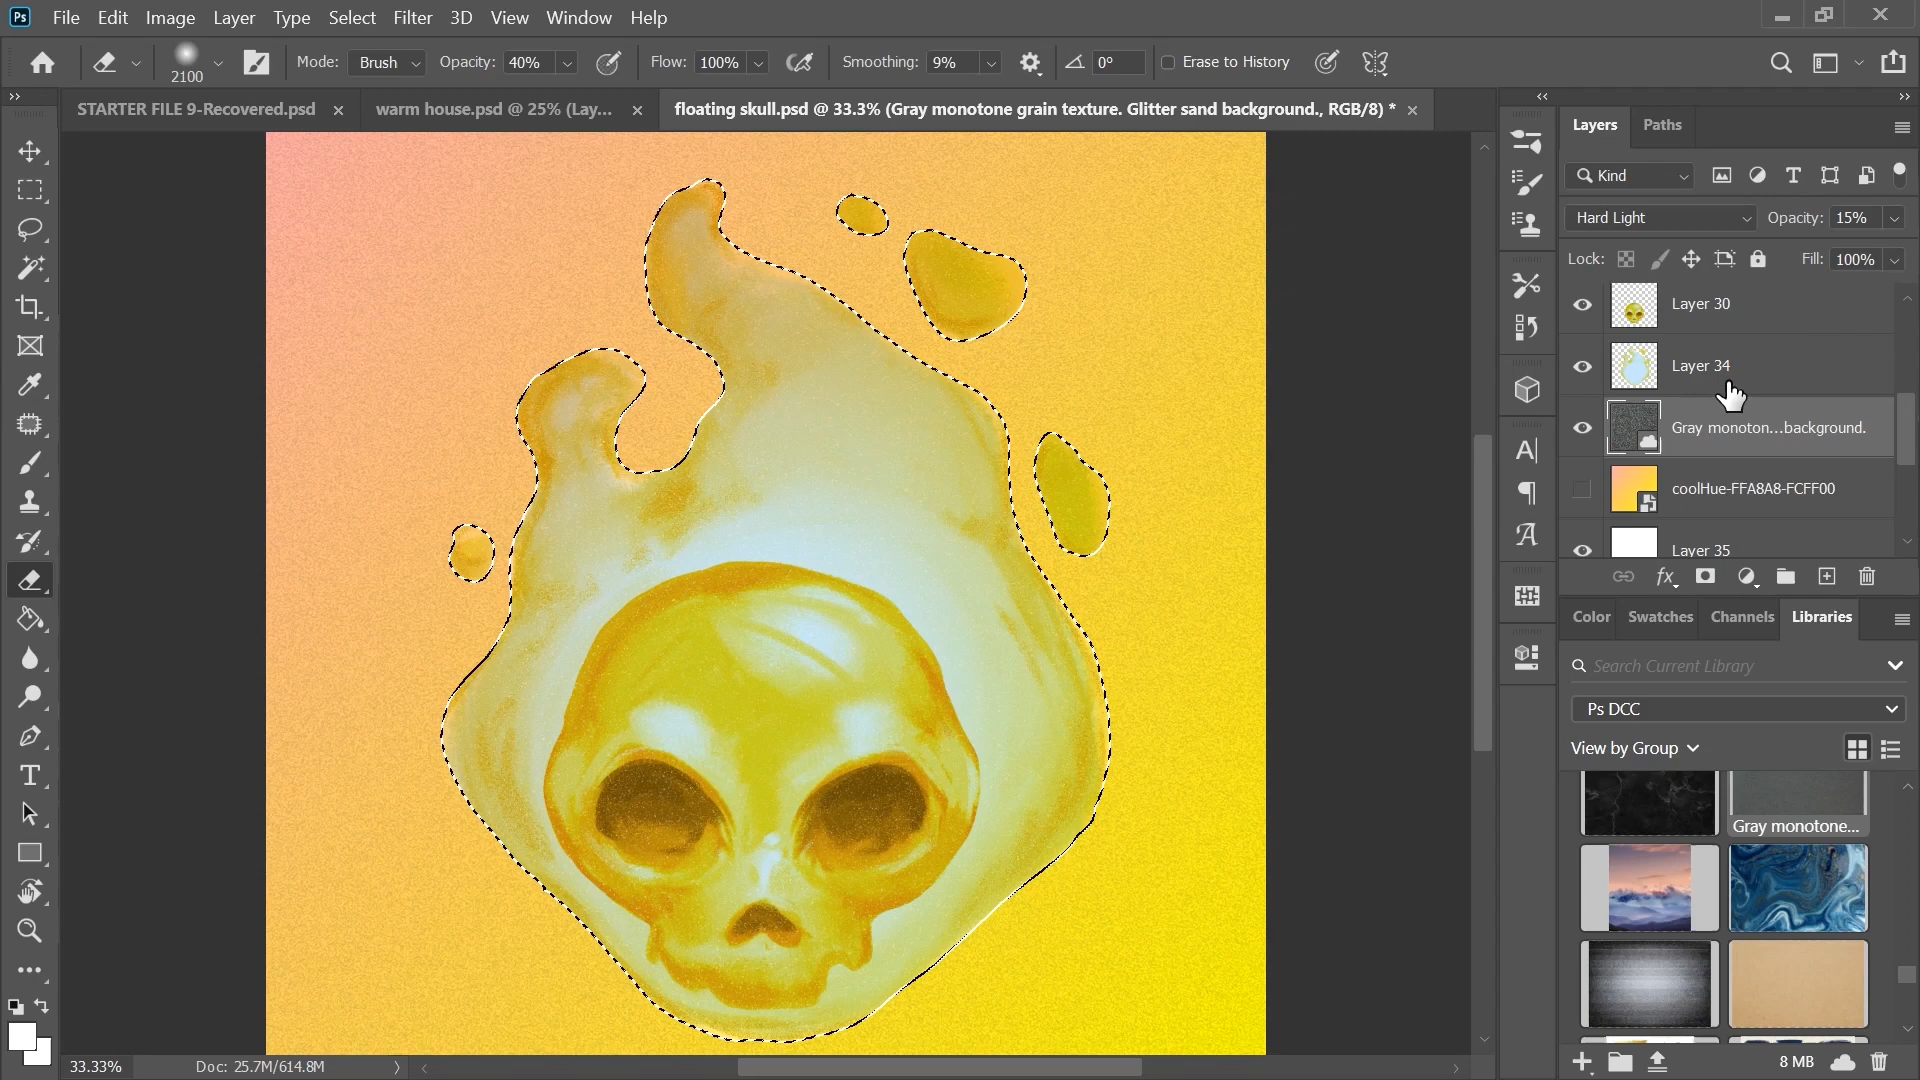 Ps File Edit Image Layer Type Select Filter 3D View Window Help
2100 Mode: Brush Opacity: 40% Flow: 100% Smoothing: 9% 0° Erase to History
STARTER FILE 9-Recovered.psd warm house.psd @ 25% (Lay... floating skull.psd @ 33.3% (Gray monotone grain texture. Glitter sand background., RGB/8) *
Layers Paths
Kind
Hard Light Opacity: 15%
Lock: Fill: 100%
Layer 30
Layer 34
Gray monoton...background.
coolHue-FFA8A8-FCFF00
Layer 35
fx
Color Swatches Channels Libraries
Search Current Library
Ps DCC
View by Group
Gray monotone...
8 MB
33.33% Doc: 25.7M/614.8M